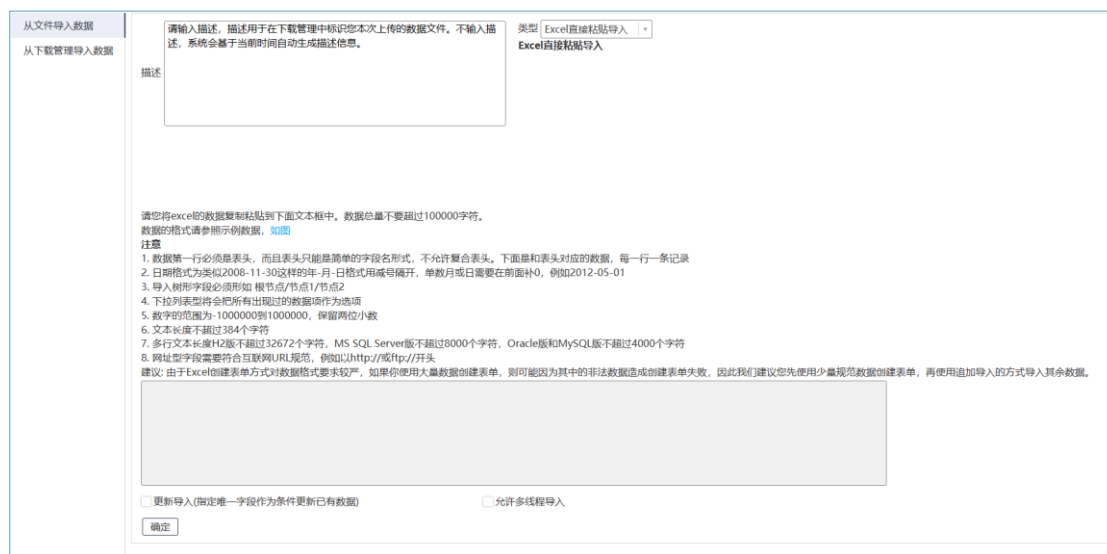 从文件导入数据
从下载管理导入数据
请输入描述，描述用于在下载管理中标识您本次上传的数据文件。不输入描
述，系统会基于当前时间自动生成描述信息。
描述
类型 Excel直接粘贴导入
Excel直接粘贴导入
请您将excel的数据复制粘贴到下面文本框中。数据总量不要超过100000字符。
数据的格式请参照示例数据，如图
注意
1. 数据第一行必须是表头，而且表头只能是简单的字段名形式，不允许复合表头。下面是和表头对应的数据，每一行一条记录
2. 日期格式为类似2008-11-30这样的年-月-日格式用减号隔开，单数月或日需要在前面补0，例如2012-05-01
3. 导入树形字段必须形如 根节点/节点1/节点2
4. 下拉列表型将会把所有出现过的数据项作为选项
5. 数字的范围为-1000000到1000000，保留两位小数
6. 文本长度不超过384个字符
7. 多行文本长度H2版不超过32672个字符，MS SQL Server版不超过8000个字符，Oracle版和MySQL版不超过4000个字符
8. 网址型字段需要符合互联网URL规范，例如以http://或ftp://开头
建议: 由于Excel创建表单方式对数据格式要求较严，如果你使用大量数据创建表单，则可能因为其中的非法数据造成创建表单失败，因此我们建议您先使用少量规范数据创建表单，再使用追加导入的方式导入其余数据。
更新导入(指定唯一字段作为条件更新已有数据)
允许多线程导入
确定